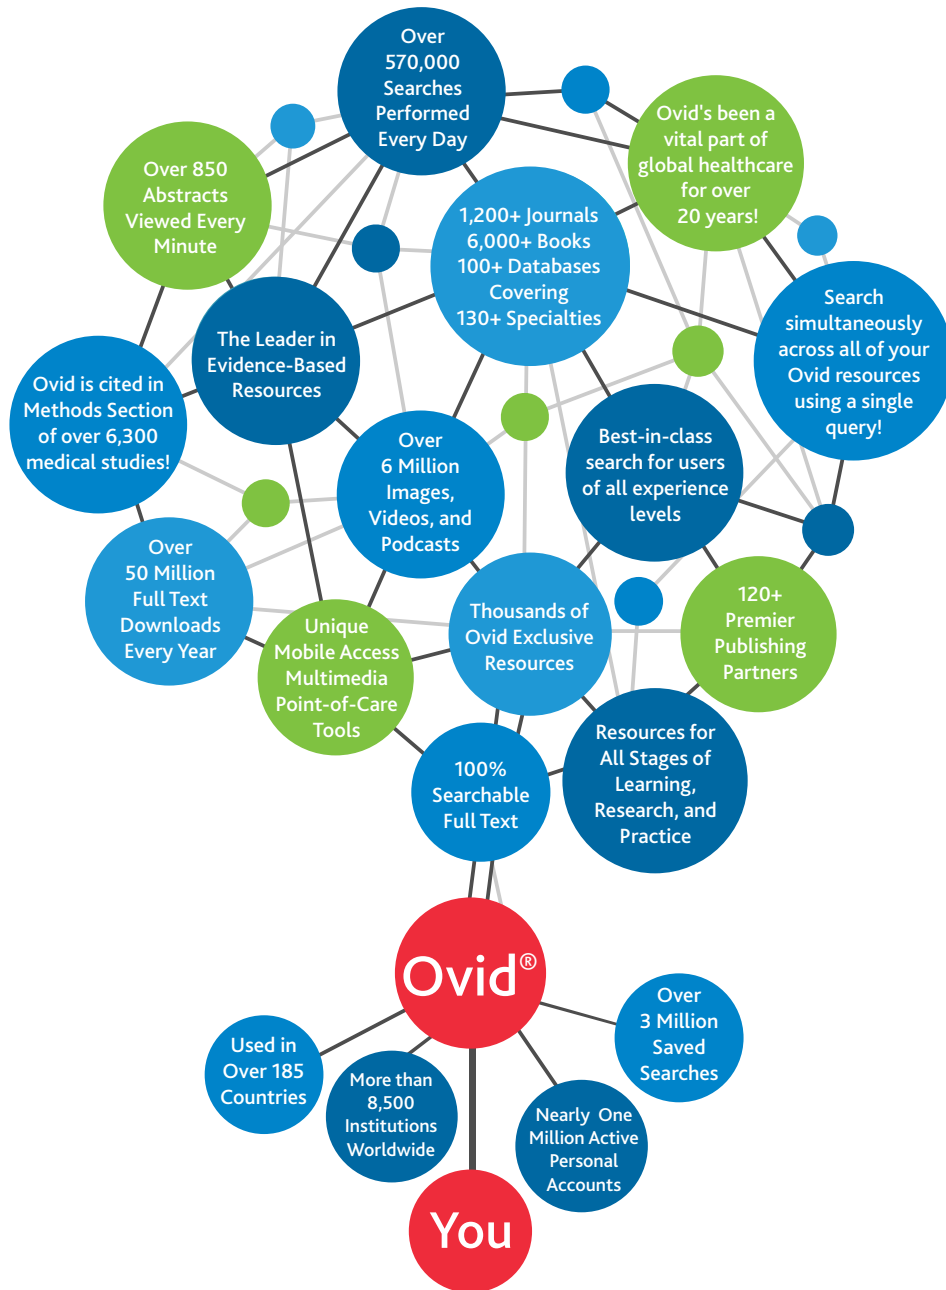 Over
570,000
Searches
Performed
Every Day
Ovid's been a
vital part of
global healthcare
for over
20 years!
Over 850
Abstracts
Viewed Every
Minute
1,200+ Journals
6,000+ Books
100+ Databases
Covering
130+ Specialties
Search
simultaneously
across all of your
Ovid resources
using a single
query!
The Leader in
Evidence-Based
Resources
Ovid is cited in
Methods Section
of over 6,300
medical studies!
Over
6 Million
Images,
Videos, and
Podcasts
Best-in-class
search for users
of all experience
levels
Over
50 Million
Full Text
Downloads
Every Year
Unique
Mobile Access
Multimedia
Point-of-Care
Tools
Thousands of
Ovid Exclusive
Resources
120+
Premier
Publishing
Partners
100%
Searchable
Full Text
Resources for
All Stages of
Learning,
Research, and
Practice
Ovid®
Used in
Over 185
Countries
More than
8,500
Institutions
Worldwide
Nearly One
Million Active
Personal
Accounts
Over
3 Million
Saved
Searches
You